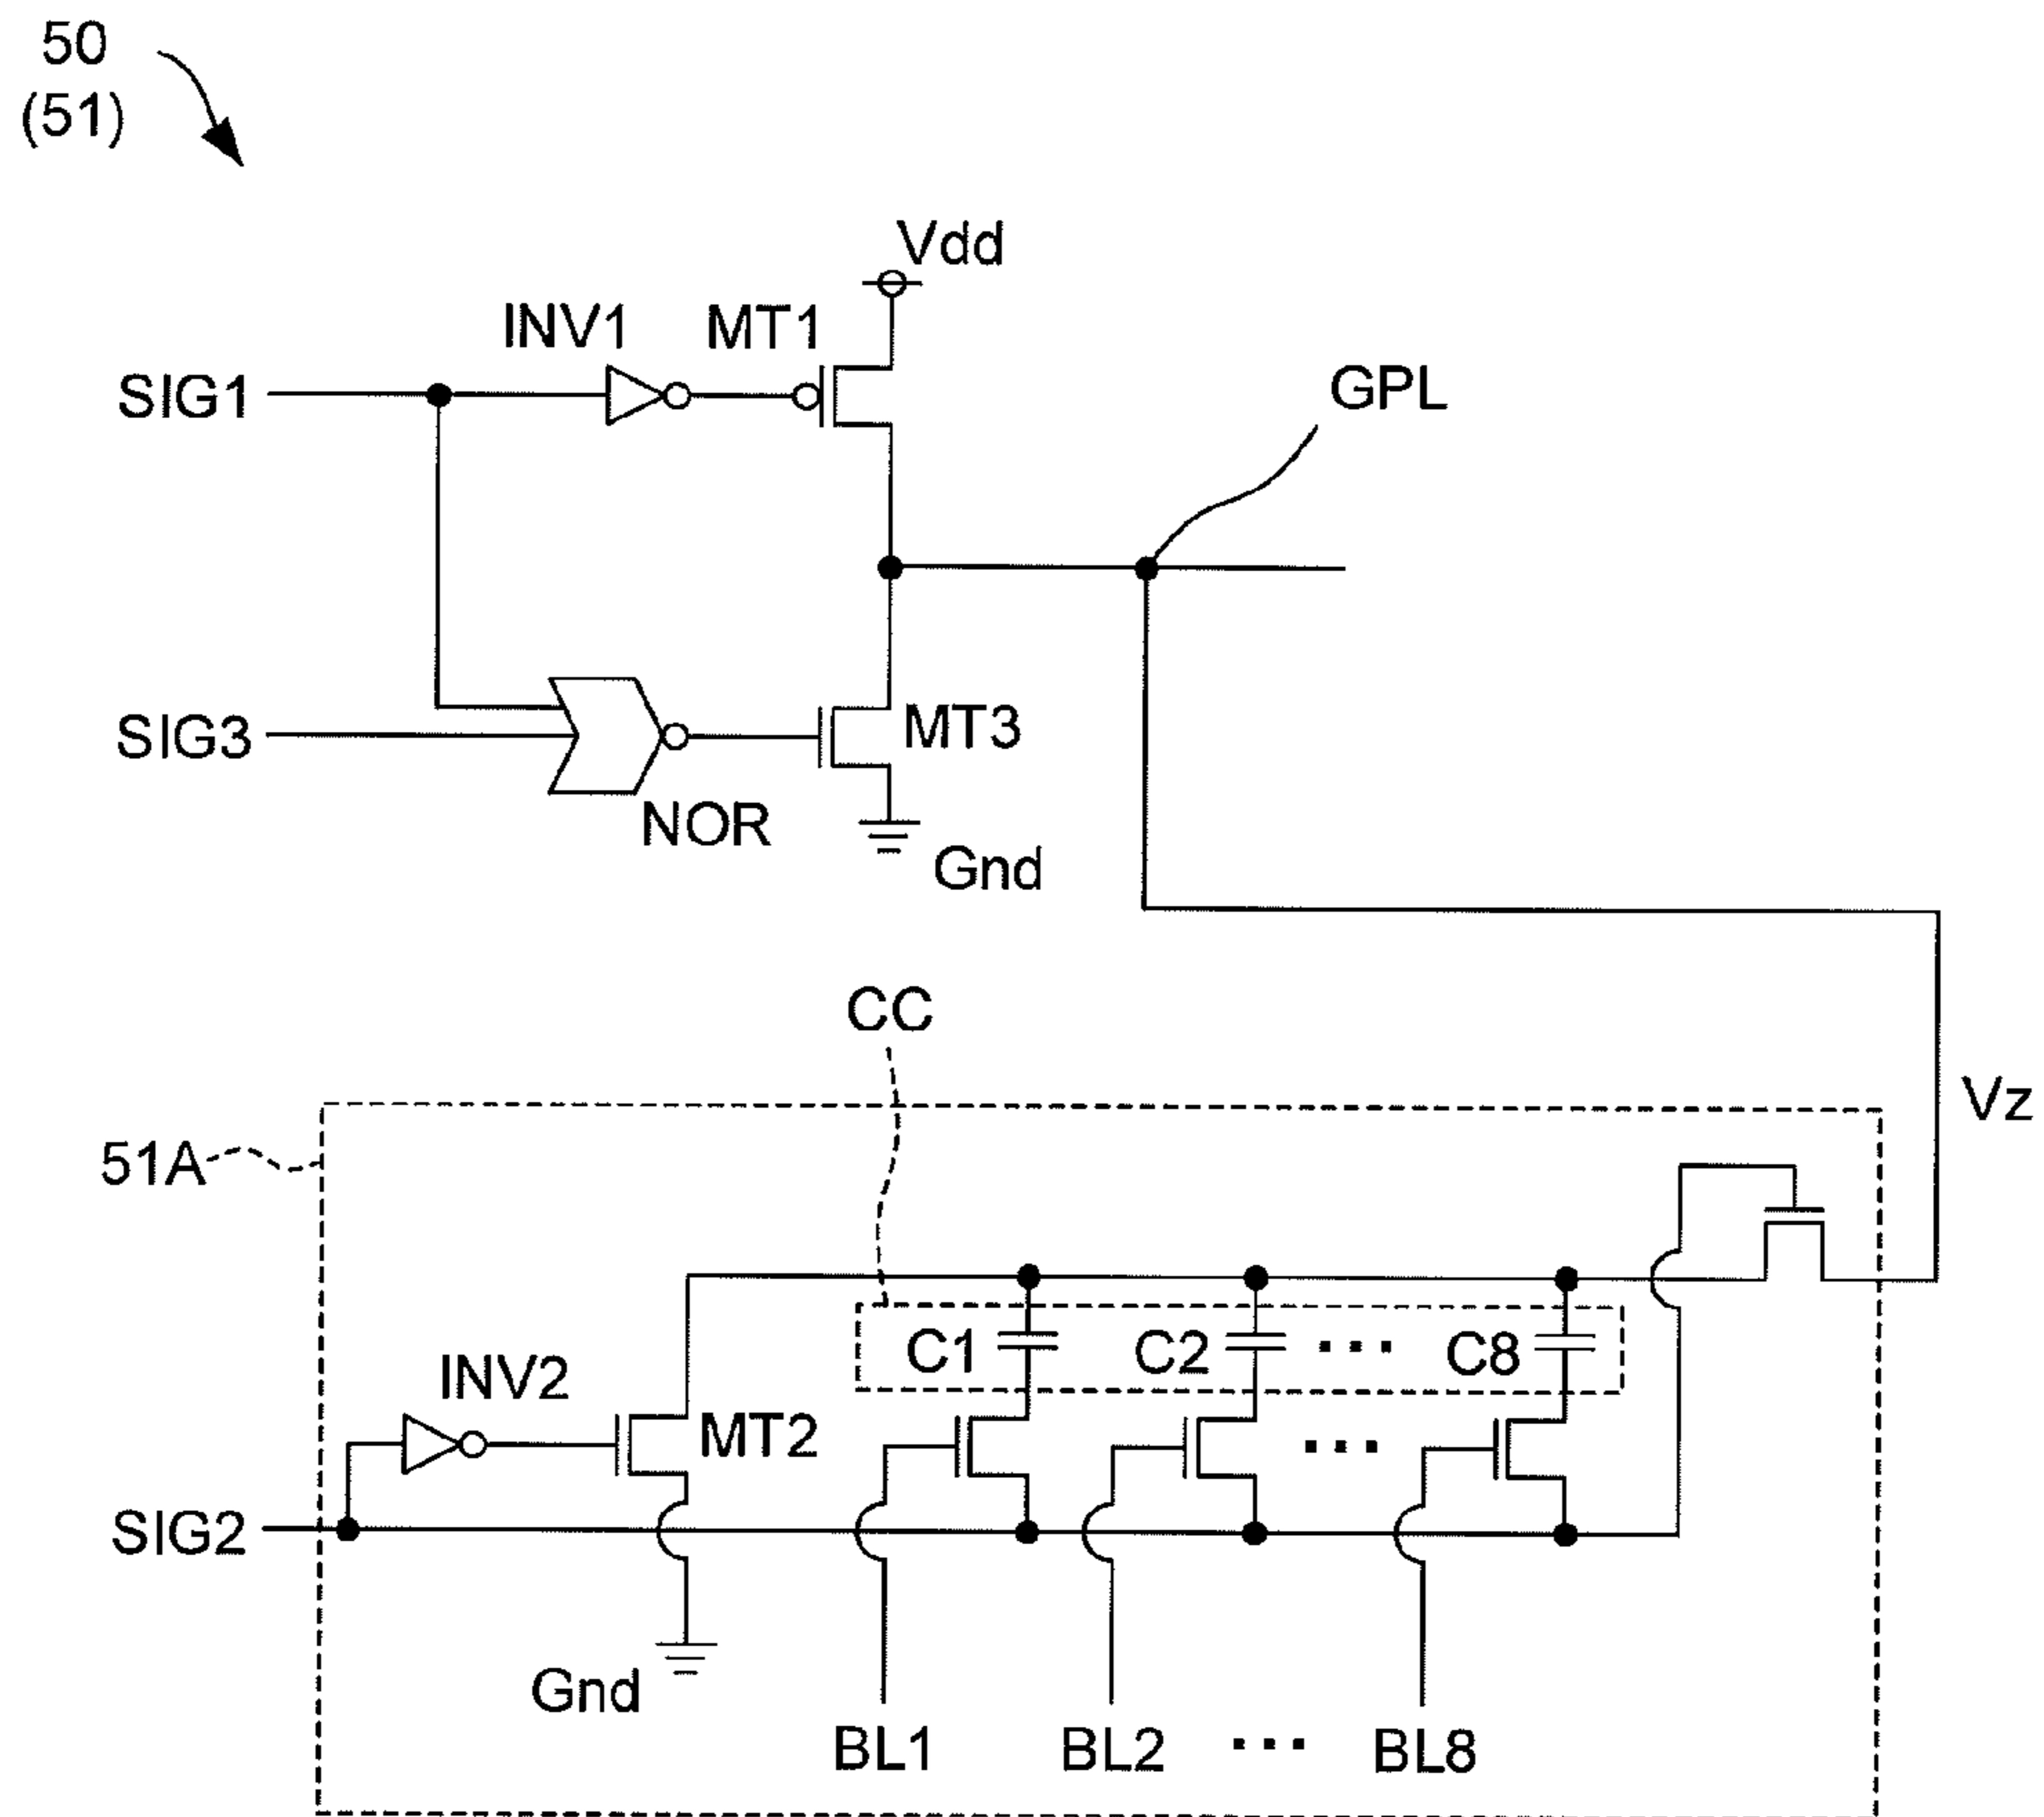 50
(51)
Vdd
INV1 MT1
SIG1
GPL
SIG3
MT3
NOR
Gnd
CC
Vz
51A
C1 C2 ... C8
INV2
MT2
...
SIG2
Gnd
BL1 BL2 ... BL8